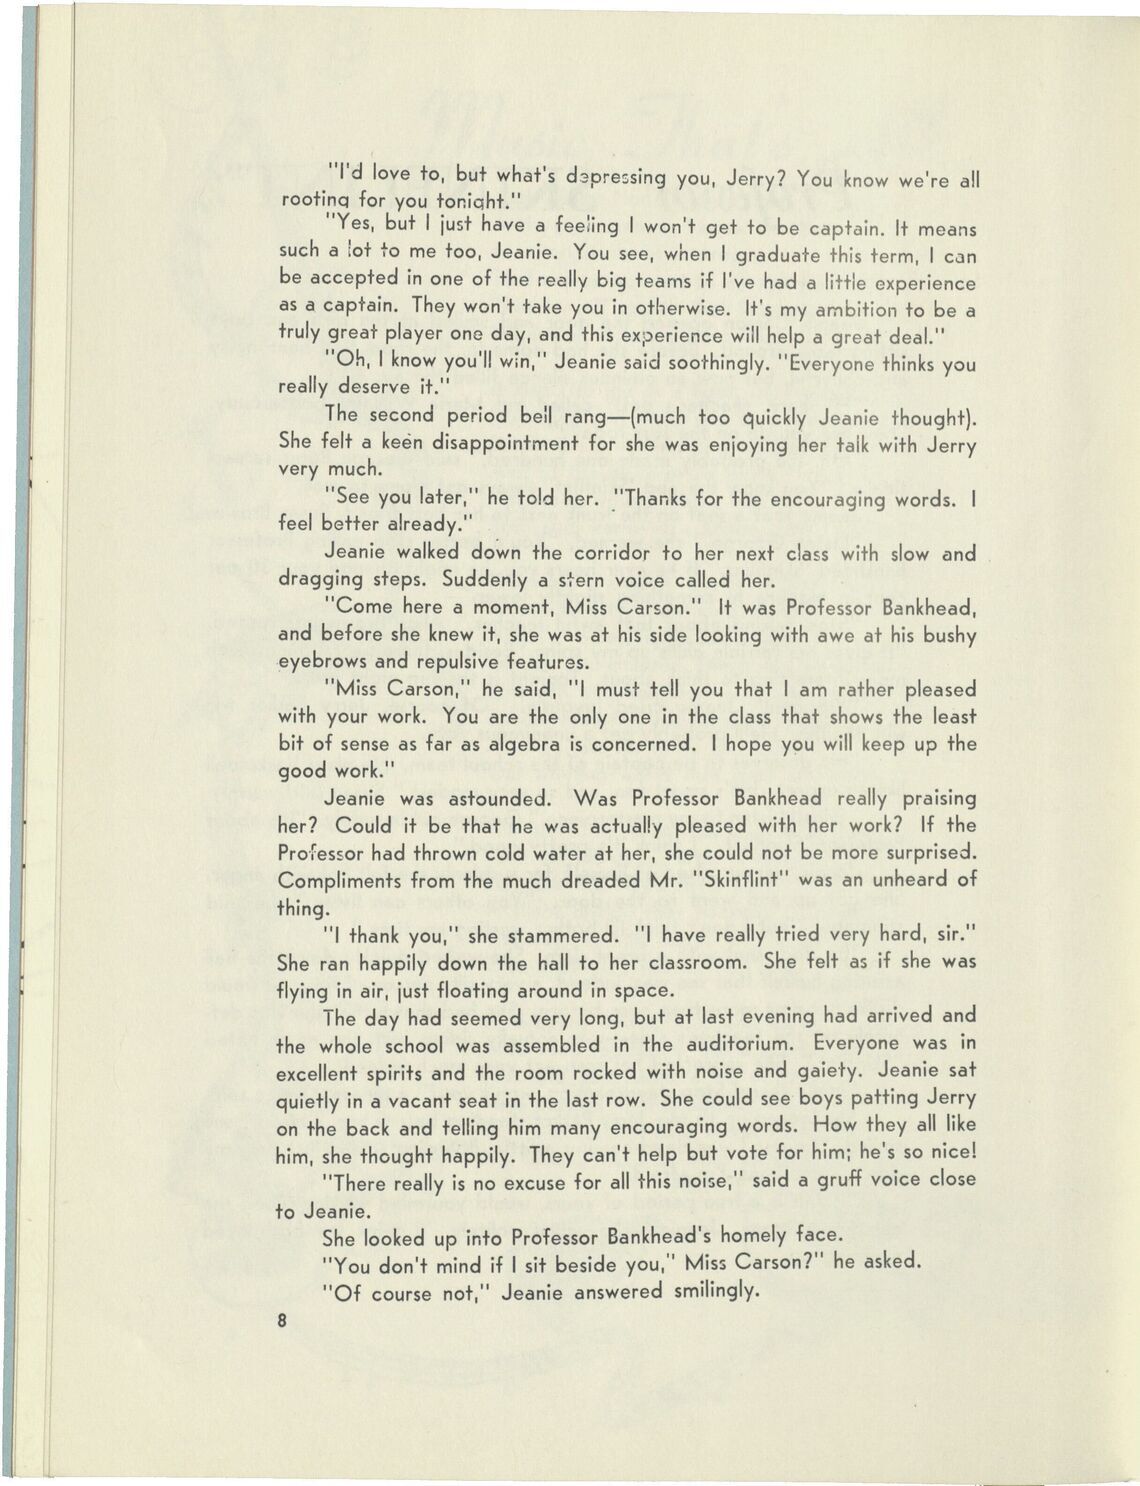 "I'd love to, but what's depressing you, Jerry? You know we're all
rooting for you tonight."
"Yes, but I just have a feeling I won't get to be captain. It means
such a lot to me too, Jeanie. You see, when I graduate this term, I can
be accepted in one of the really big teams if I've had a little experience
as a captain. They won't take you in otherwise. It's my ambition to be a
truly great player one day, and this experience will help a great deal."
"Oh, I know you'll win," Jeanie said soothingly. "Everyone thinks you
really deserve it."
The second period bell rang—(much too quickly Jeanie thought).
She felt a keen disappointment for she was enjoying her talk with Jerry
very much.
"See you later," he told her. "Thanks for the encouraging words. I
feel better already."
Jeanie walked down the corridor to her next class with slow and
dragging steps. Suddenly a stern voice called her.
"Come here a moment, Miss Carson." It was Professor Bankhead,
and before she knew it, she was at his side looking with awe at his bushy
eyebrows and repulsive features.
"Miss Carson," he said, "I must tell you that I am rather pleased
with your work. You are the only one in the class that shows the least
bit of sense as far as algebra is concerned. I hope you will keep up the
good work."
Jeanie was astounded. Was Professor Bankhead really praising
her? Could it be that he was actually pleased with her work? If the
Professor had thrown cold water at her, she could not be more surprised.
Compliments from the much dreaded Mr. "Skinflint" was an unheard of
thing.
"I thank you," she stammered. "I have really tried very hard, sir."
She ran happily down the hall to her classroom. She felt as if she was
flying in air, just floating around in space.
The day had seemed very long, but at last evening had arrived and
the whole school was assembled in the auditorium. Everyone was in
excellent spirits and the room rocked with noise and gaiety. Jeanie sat
quietly in a vacant seat in the last row. She could see boys patting Jerry
on the back and telling him many encouraging words. How they all like
him, she thought happily. They can't help but vote for him; he's so nice!
"There really is no excuse for all this noise," said a gruff voice close
to Jeanie.
She looked up into Professor Bankhead's homely face.
"You don't mind if I sit beside you," Miss Carson?" he asked.
"Of course not," Jeanie answered smilingly.
8